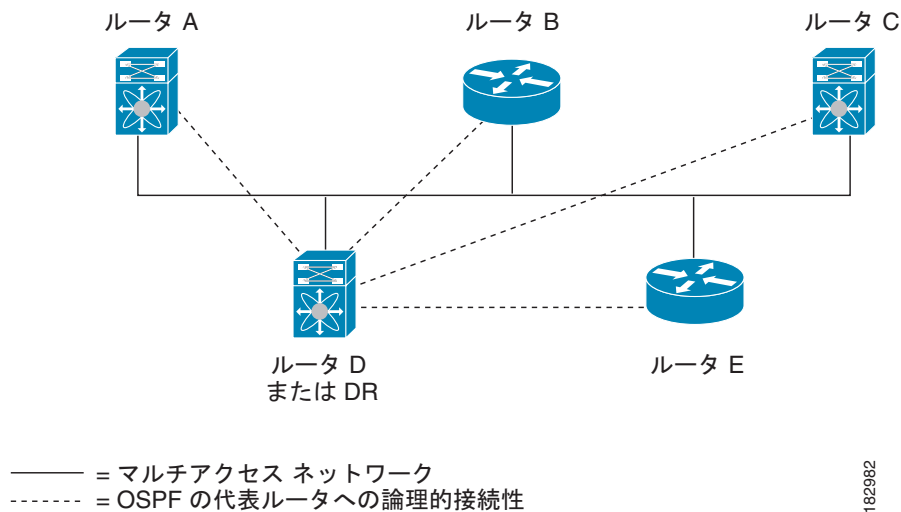 ルータ A
ルータ B
ルータ C
ルータ D
または DR
ルータ E
= マルチアクセス ネットワーク
= OSPF の代表ルータへの論理的接続性
182982